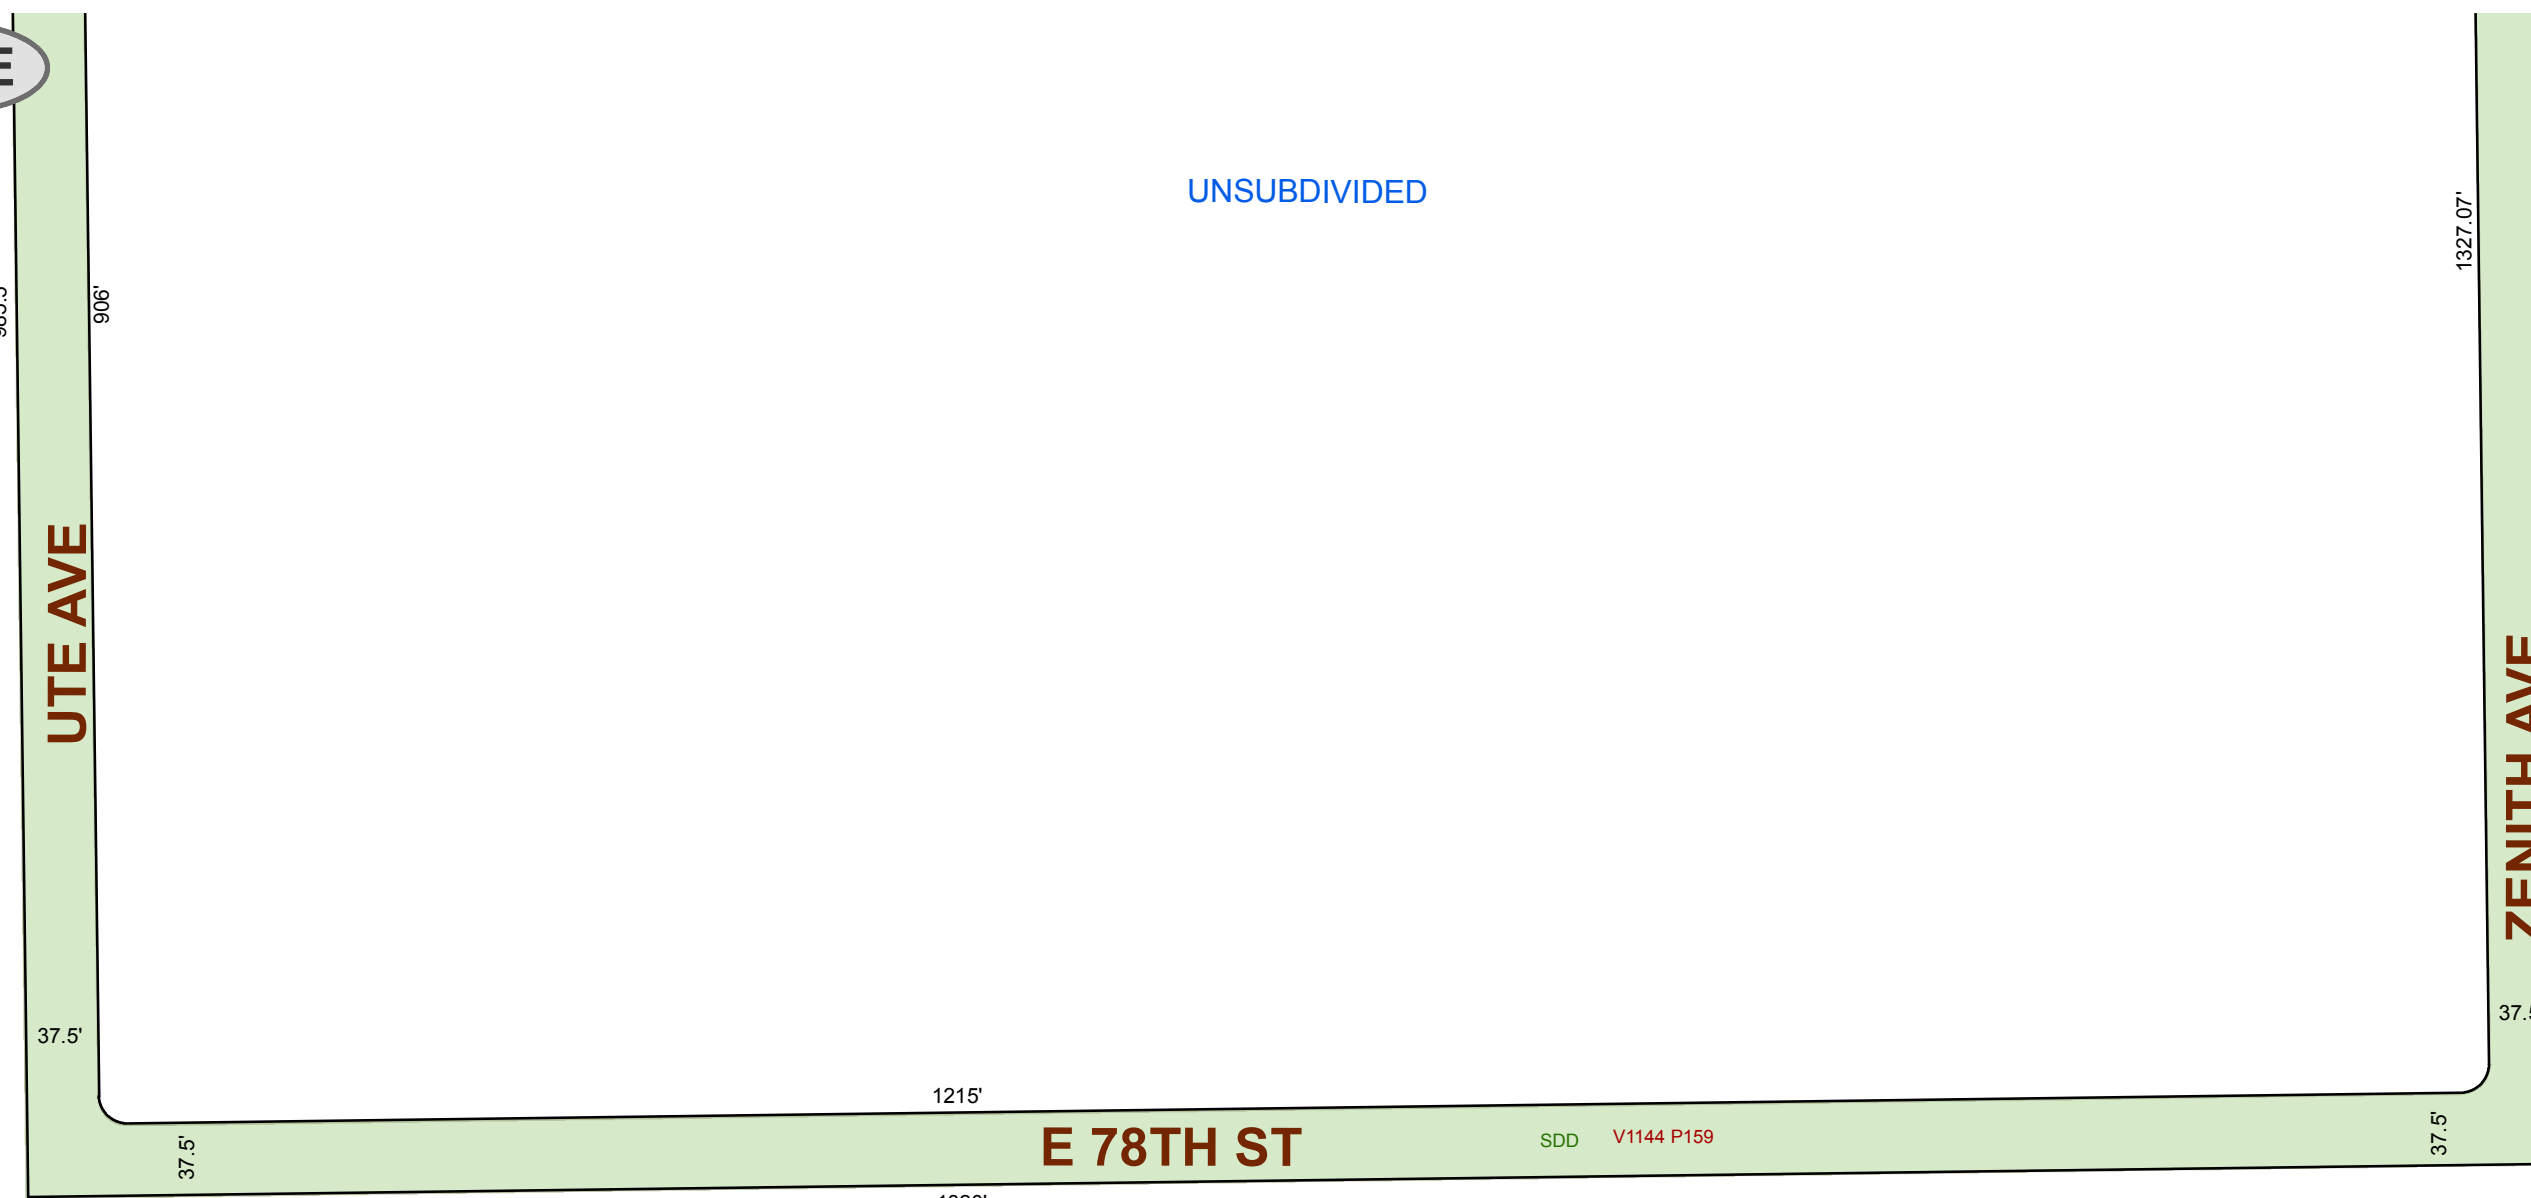 UNSUBDIVIDED
1327.07'
906'
UTE AVE
ZENITH AVE
37.5'
1215'
37.5'
E 78TH ST
SDD
V1144 P159
37.5'